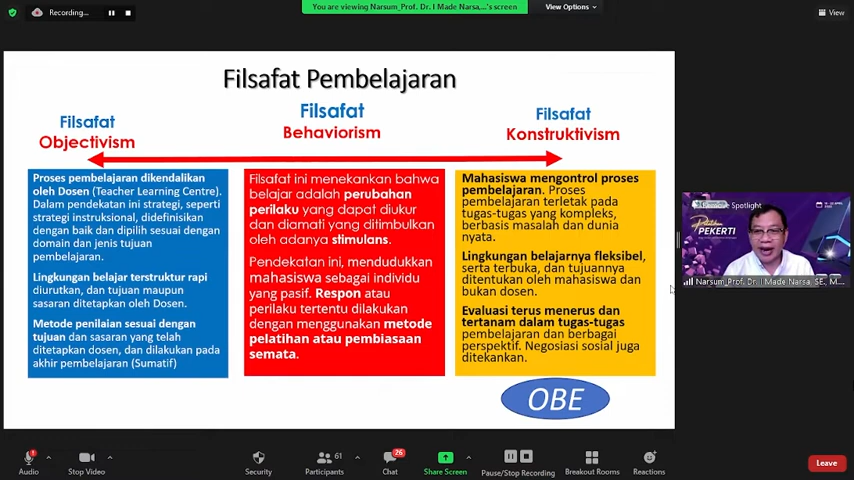 Recording...
You are viewing Narsum_Prof. Dr. I Made Narsa,...'s screen
View Options
View
Filsafat Pembelajaran
Filsafat
Objectivism
Filsafat
Behaviorism
Filsafat
Konstruktivism
Proses pembelajaran dikendalikan
oleh Dosen (Teacher Learning Centre).
Dalam pendekatan ini strategi, seperti
strategi instruksional, didefinisikan
dengan baik dan dipilih sesuai dengan
domain dan jenis tujuan
pembelajaran.
Lingkungan belajar terstruktur rapi
diurutkan, dan tujuan maupun
sasaran ditetapkan oleh Dosen.
Metode penilaian sesuai dengan
tujuan dan sasaran yang telah
ditetapkan dosen, dan dilakukan pada
akhir pembelajaran (Sumatif)
Filsafat ini menekankan bahwa
belajar adalah perubahan
perilaku yang dapat diukur
dan diamati yang ditimbulkan
oleh adanya stimulans.
Pendekatan ini, mendudukkan
mahasiswa sebagai individu
yang pasif. Respon atau
perilaku tertentu dilakukan
dengan menggunakan metode
pelatihan atau pembiasaan
semata.
Mahasiswa mengontrol proses
pembelajaran. Proses
pembelajaran terletak pada
tugas-tugas yang kompleks,
berbasis masalah dan dunia
nyata.
Lingkungan belajarnya fleksibel,
serta terbuka, dan tujuannya
ditentukan oleh mahasiswa dan
bukan dosen.
Evaluasi terus menerus dan
tertanam dalam tugas-tugas
pembelajaran dan berbagai
perspektif. Negosiasi sosial juga
ditekankan.
OBE
Spotlight
Pelatihan
PEKERTI
Narsum_Prof. Dr. I Made Narsa, SE., M...
Audio
Stop Video
Security
61
Participants
26
Chat
Share Screen
Pause/Stop Recording
Breakout Rooms
Reactions
Leave